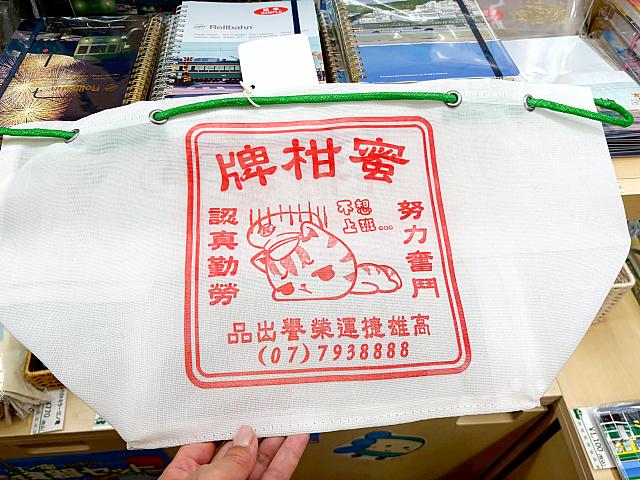 Rollbahn
Rollbahn
蜜柑牌
努力奮鬥
不想
上班...
認真勤勞
高雄捷運榮譽出品
(07)7938888